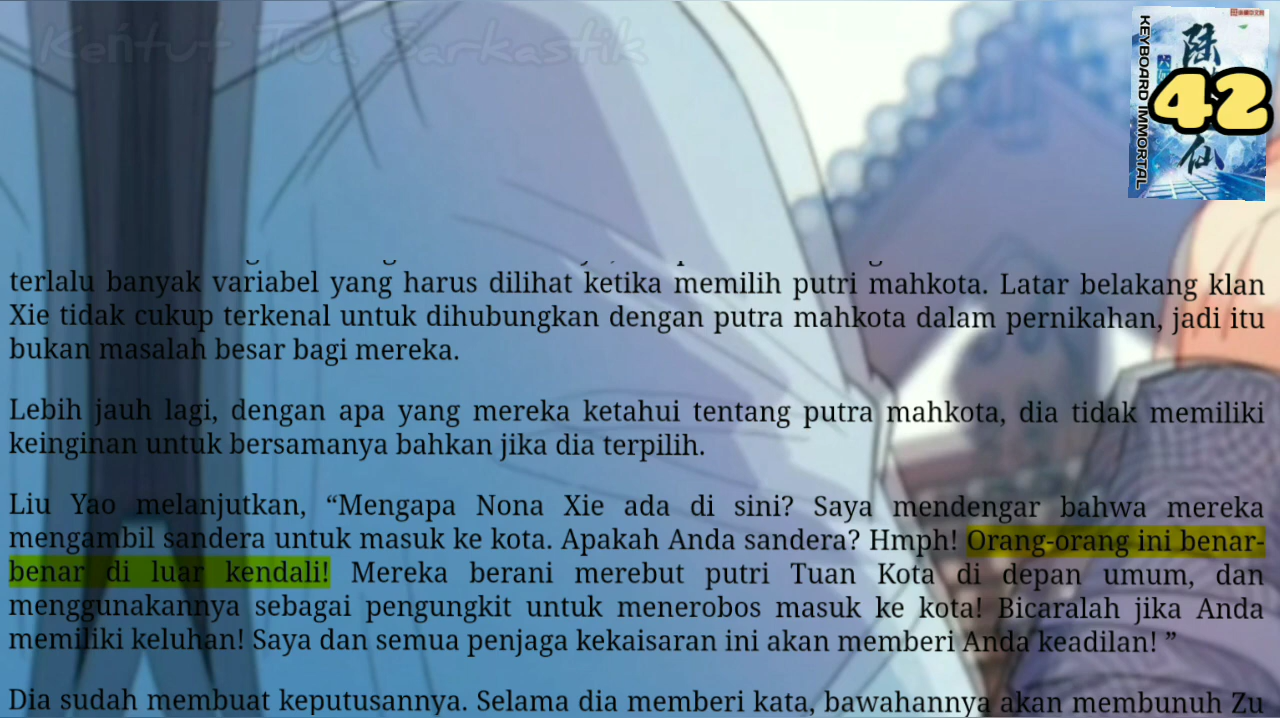 Kentut Tua Sarkastik
KEYBOARD IMMORTAL
42
terlalu banyak variabel yang harus dilihat ketika memilih putri mahkota. Latar belakang klan
Xie tidak cukup terkenal untuk dihubungkan dengan putra mahkota dalam pernikahan, jadi itu
bukan masalah besar bagi mereka.
Lebih jauh lagi, dengan apa yang mereka ketahui tentang putra mahkota, dia tidak memiliki
keinginan untuk bersamanya bahkan jika dia terpilih.
Liu Yao melanjutkan, “Mengapa Nona Xie ada di sini? Saya mendengar bahwa mereka
mengambil sandera untuk masuk ke kota. Apakah Anda sandera? Hmph! Orang-orang ini benar-
benar di luar kendali! Mereka berani merebut putri Tuan Kota di depan umum, dan
menggunakannya sebagai pengungkit untuk menerobos masuk ke kota! Bicaralah jika Anda
memiliki keluhan! Saya dan semua penjaga kekaisaran ini akan memberi Anda keadilan! ”
Dia sudah membuat keputusannya. Selama dia memberi kata, bawahannya akan membunuh Zu